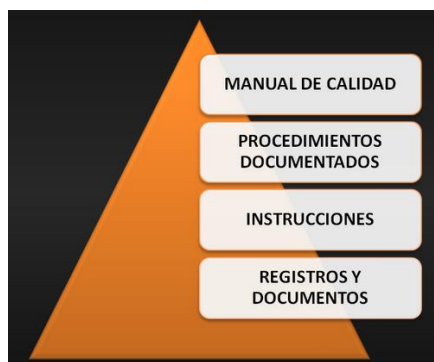 MANUAL DE CALIDAD
PROCEDIMIENTOS
DOCUMENTADOS
INSTRUCCIONES
REGISTROS Y
DOCUMENTOS